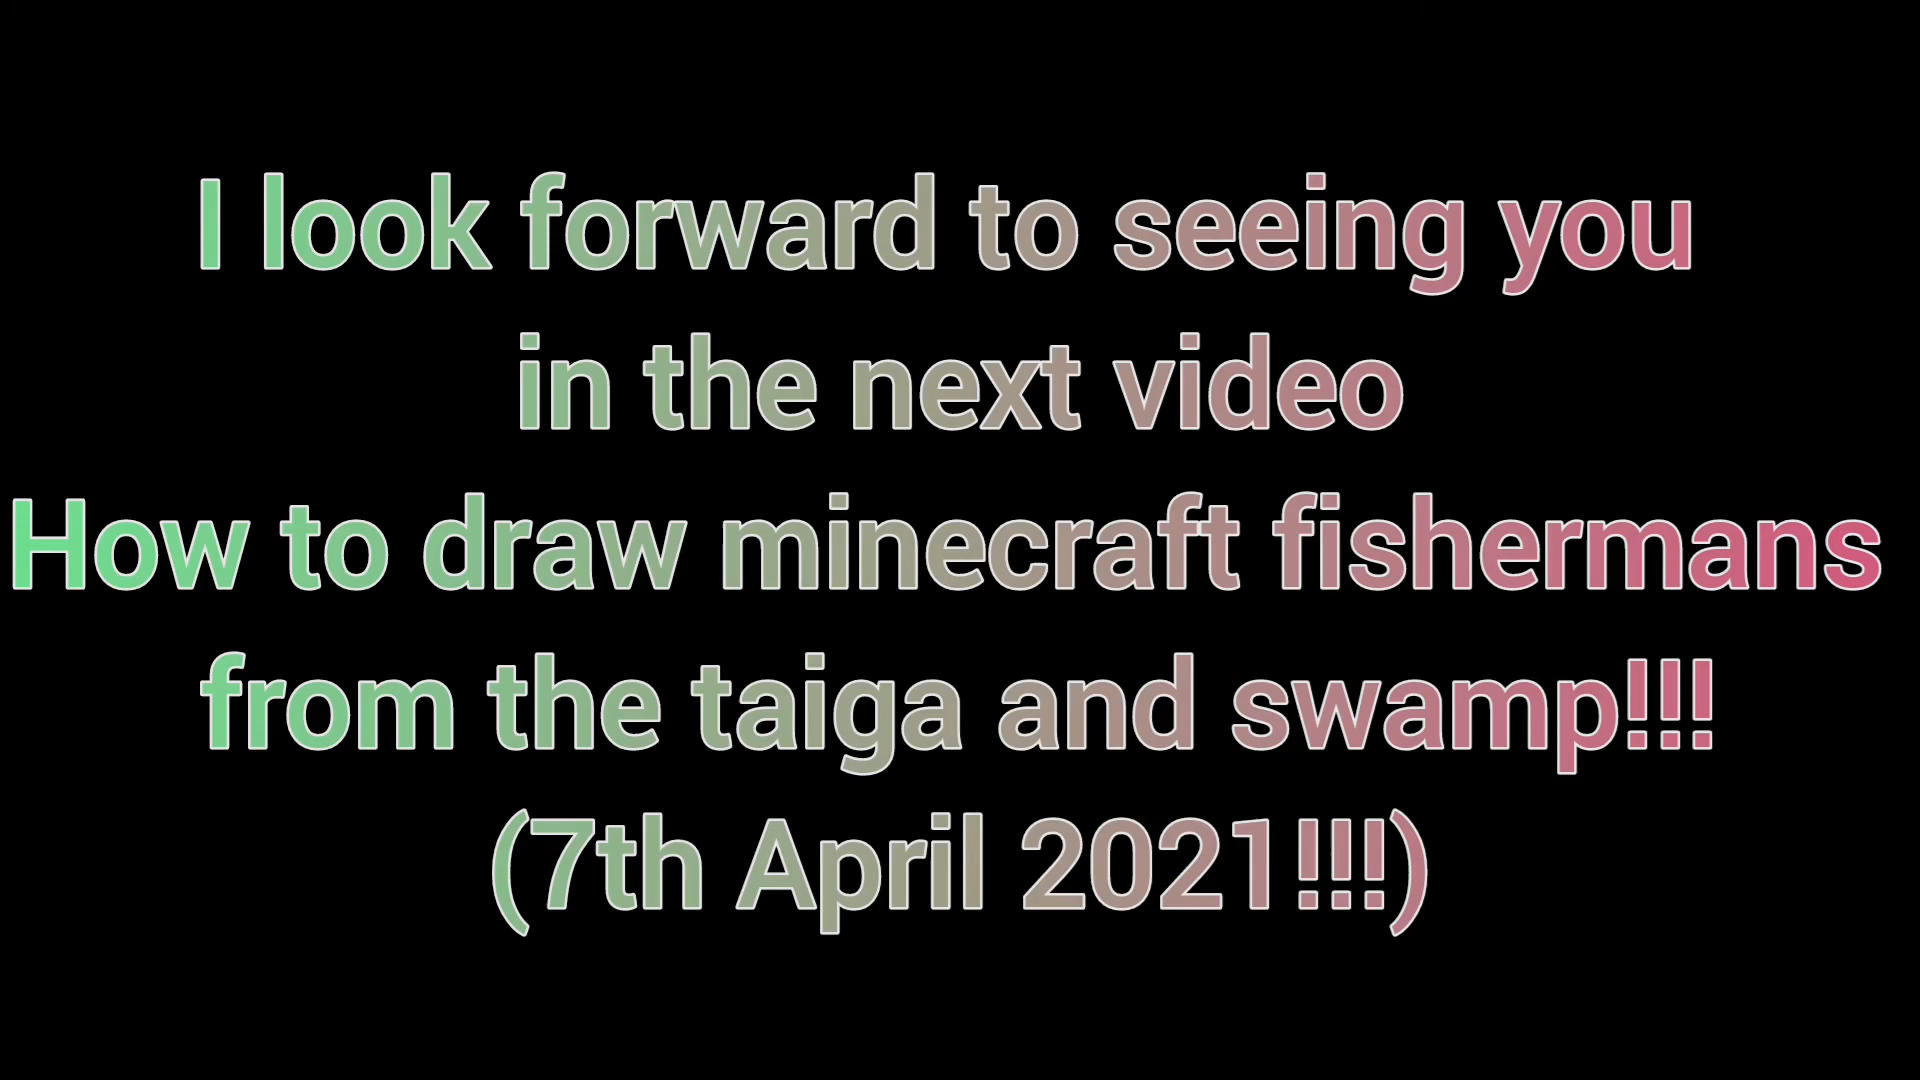 I look forward to seeing you
in the next video
How to draw minecraft fishermans
from the taiga and swamp!!!
(7th April 2021!!!)